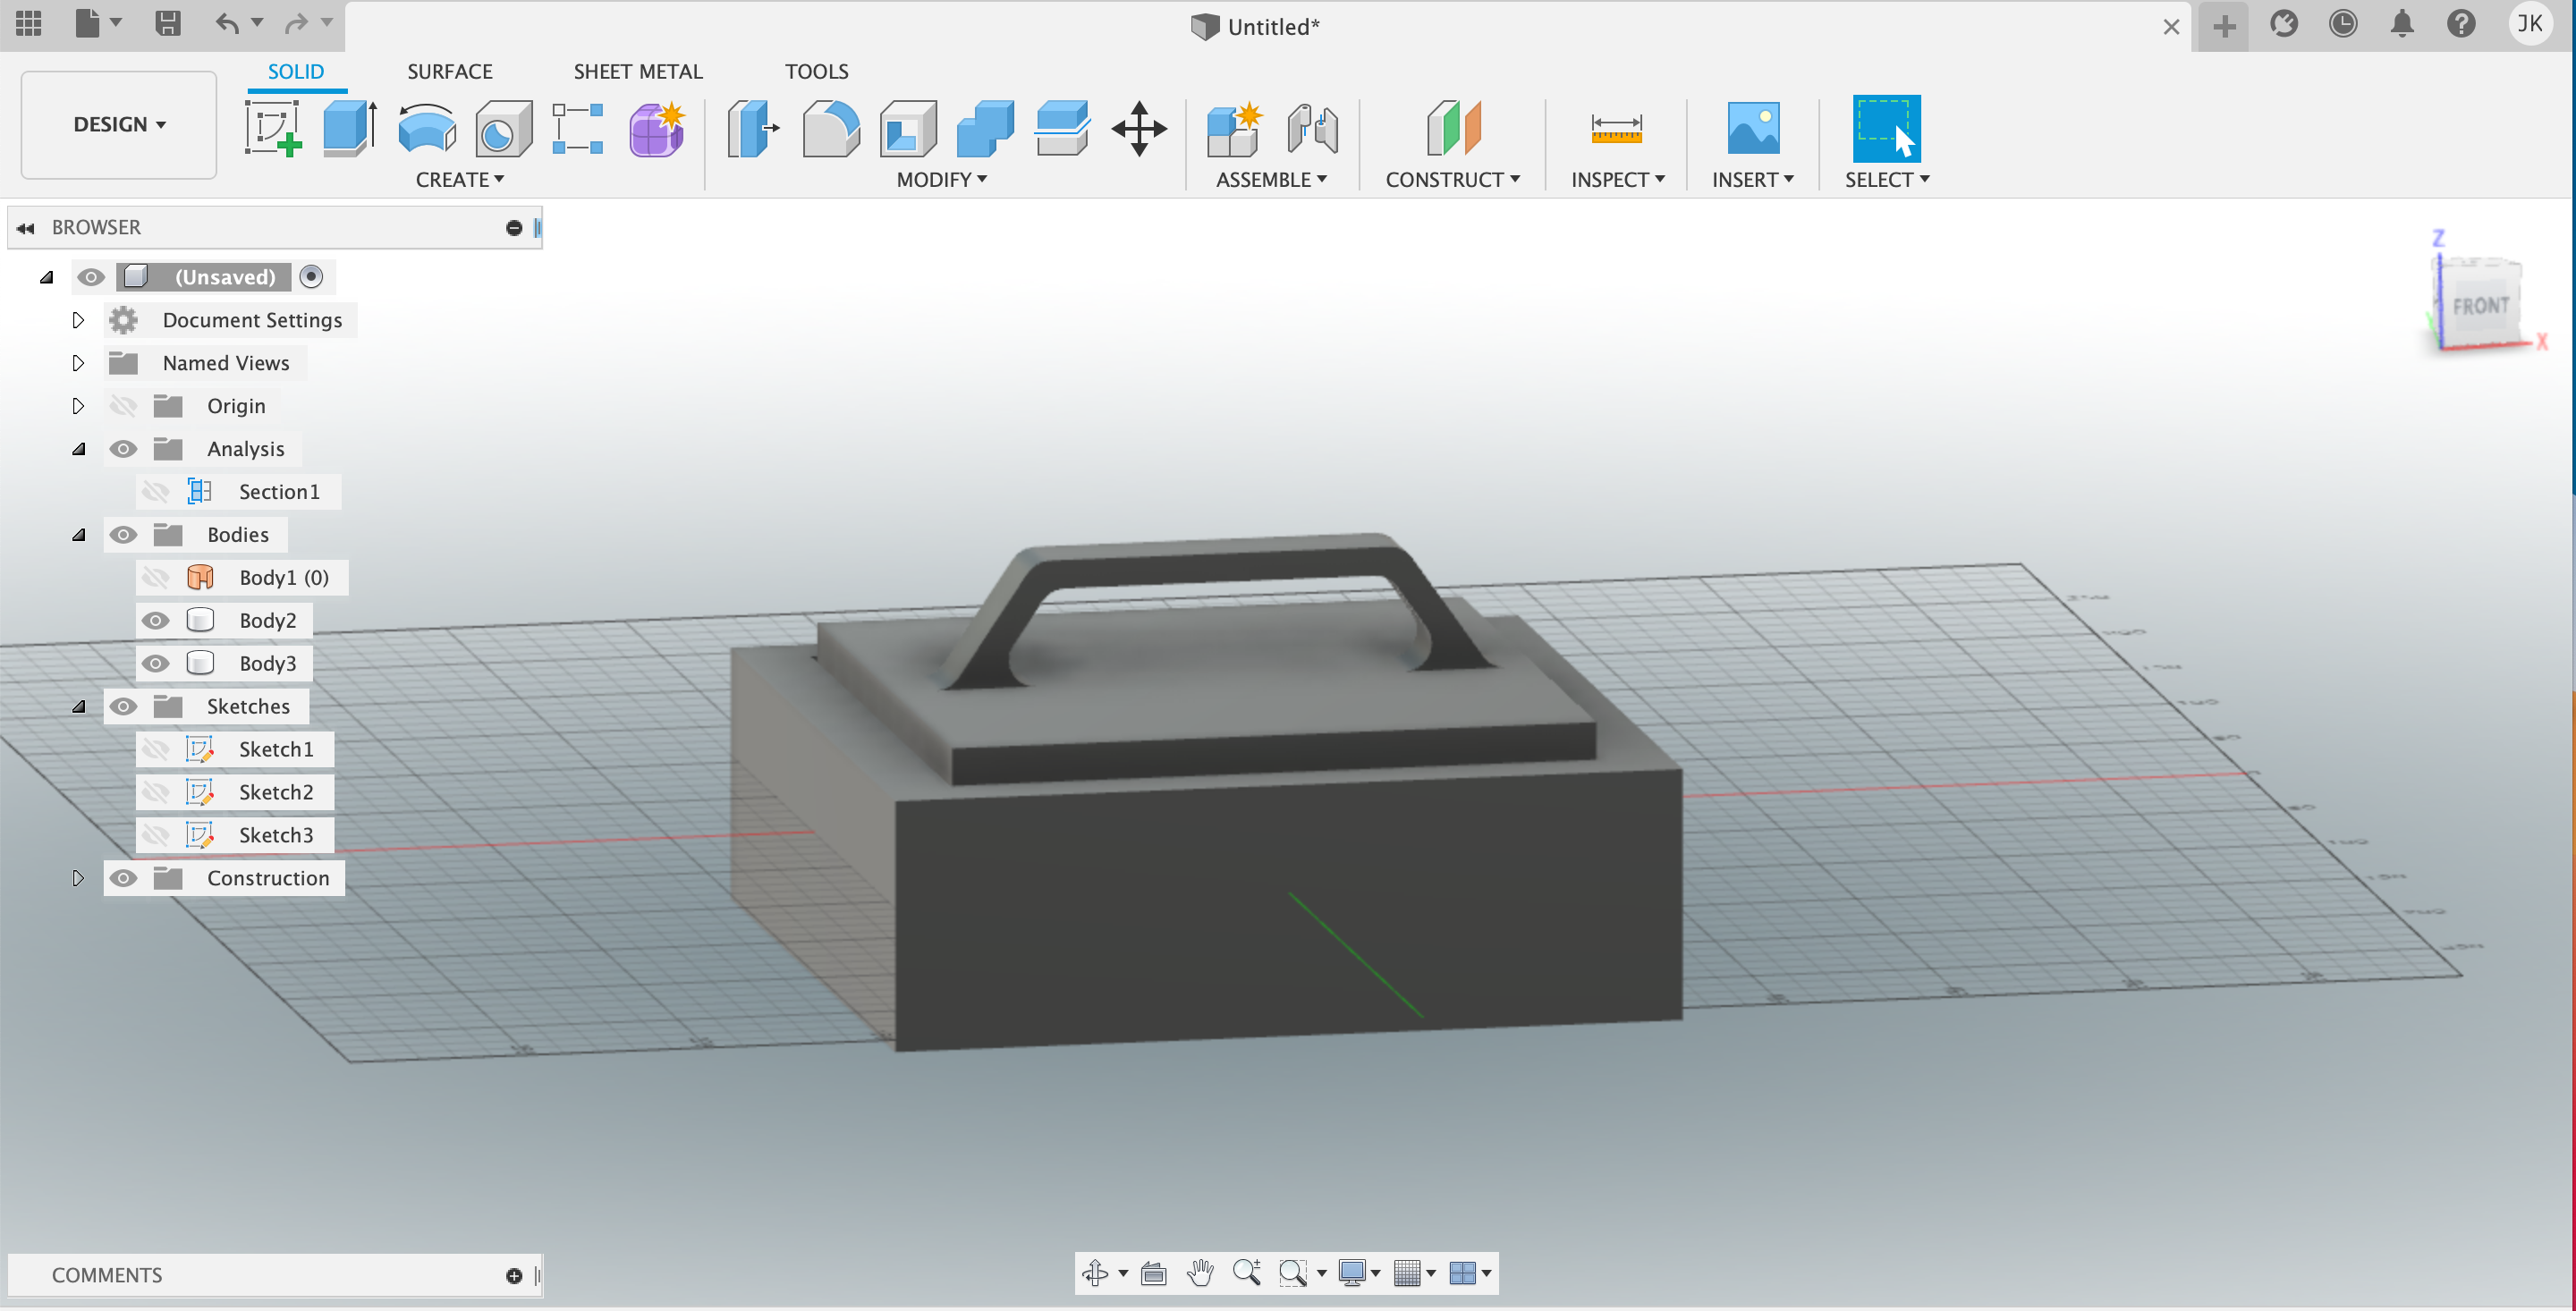 Untitled*
JK
SOLID
SURFACE
SHEET METAL
TOOLS
DESIGN
CREATE
MODIFY
ASSEMBLE
CONSTRUCT
INSPECT
INSERT
SELECT
BROWSER
(Unsaved)
Document Settings
Named Views
Origin
Analysis
Section1
Bodies
Body1 (0)
Body2
Body3
Sketches
Sketch1
Sketch2
Sketch3
Construction
Z
FRONT
X
COMMENTS